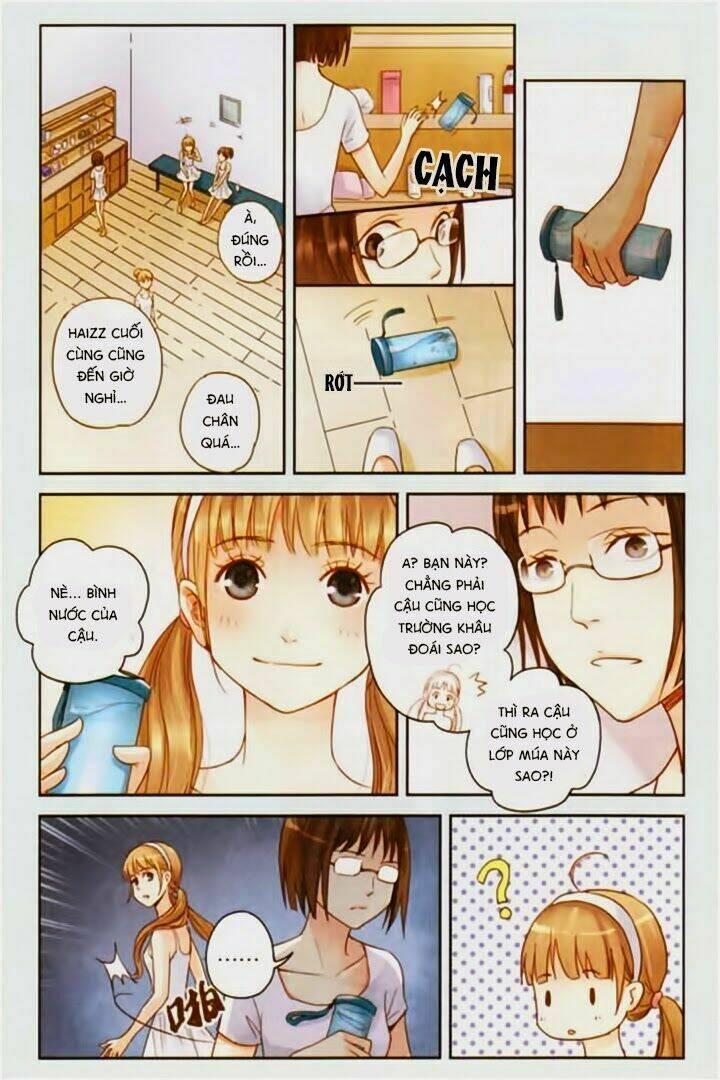 À,
ĐÚNG
RỒI...
HAIZZ CUỐI
CÙNG CŨNG
ĐẾN GIỜ
NGHỈ...
ĐAU
CHÂN
QUÁ...
CẠCH
RỚT
NÈ... BÌNH
NƯỚC CỦA
CẬU.
A? BẠN NÀY?
CHẲNG PHẢI
CẬU CŨNG HỌC
TRƯỜNG KHÂU
ĐOÁI SAO?
THÌ RA CẬU
CŨNG HỌC Ở
LỚP MÚA NÀY
SAO?!
......
啪
?